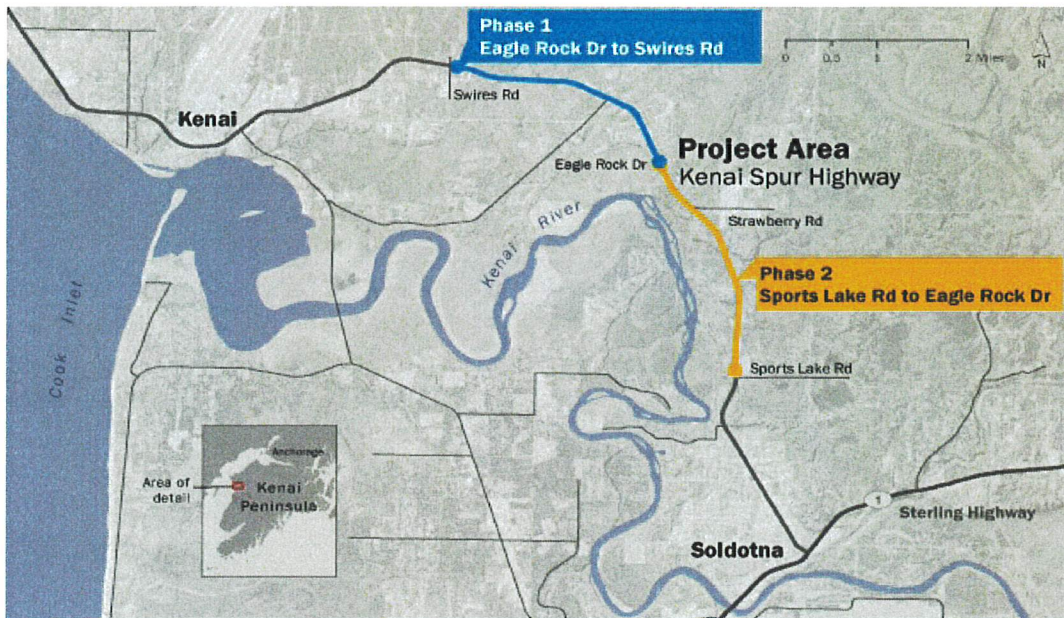 Phase 1
Eagle Rock Dr to Swires Rd
0 0.5 1 2 Miles
N
Swires Rd
Kenai
Eagle Rock Dr
Project Area
Kenai Spur Highway
Strawberry Rd
Kenai River
Phase 2
Sports Lake Rd to Eagle Rock Dr
Cook Inlet
Sports Lake Rd
Anchorage
Area of
detail
Kenai
Peninsula
1
Sterling Highway
Soldotna